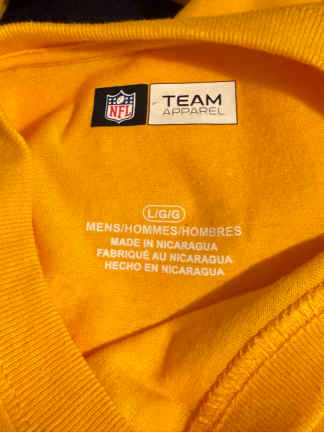 NFL
TEAM
APPAREL
L/G/G
MENS/HOMMES/HOMBRES
MADE IN NICARAGUA
FABRIQUÉ AU NICARAGUA
HECHO EN NICARAGUA